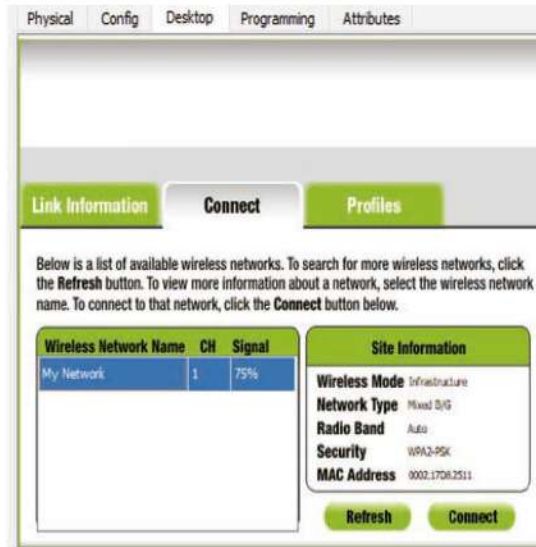 Physical Config Desktop Programming Attributes
Link Information Connect Profiles
Below is a list of available wireless networks. To search for more wireless networks, click
the Refresh button. To view more information about a network, select the wireless network
name. To connect to that network, click the Connect button below.
Wireless Network Name CH Signal
My Network 1 75%
Site Information
Wireless Mode Infrastructure
Network Type Mixed B/G
Radio Band Auto
Security WPA2-PSK
MAC Address 0002.17D8.2511
Refresh Connect